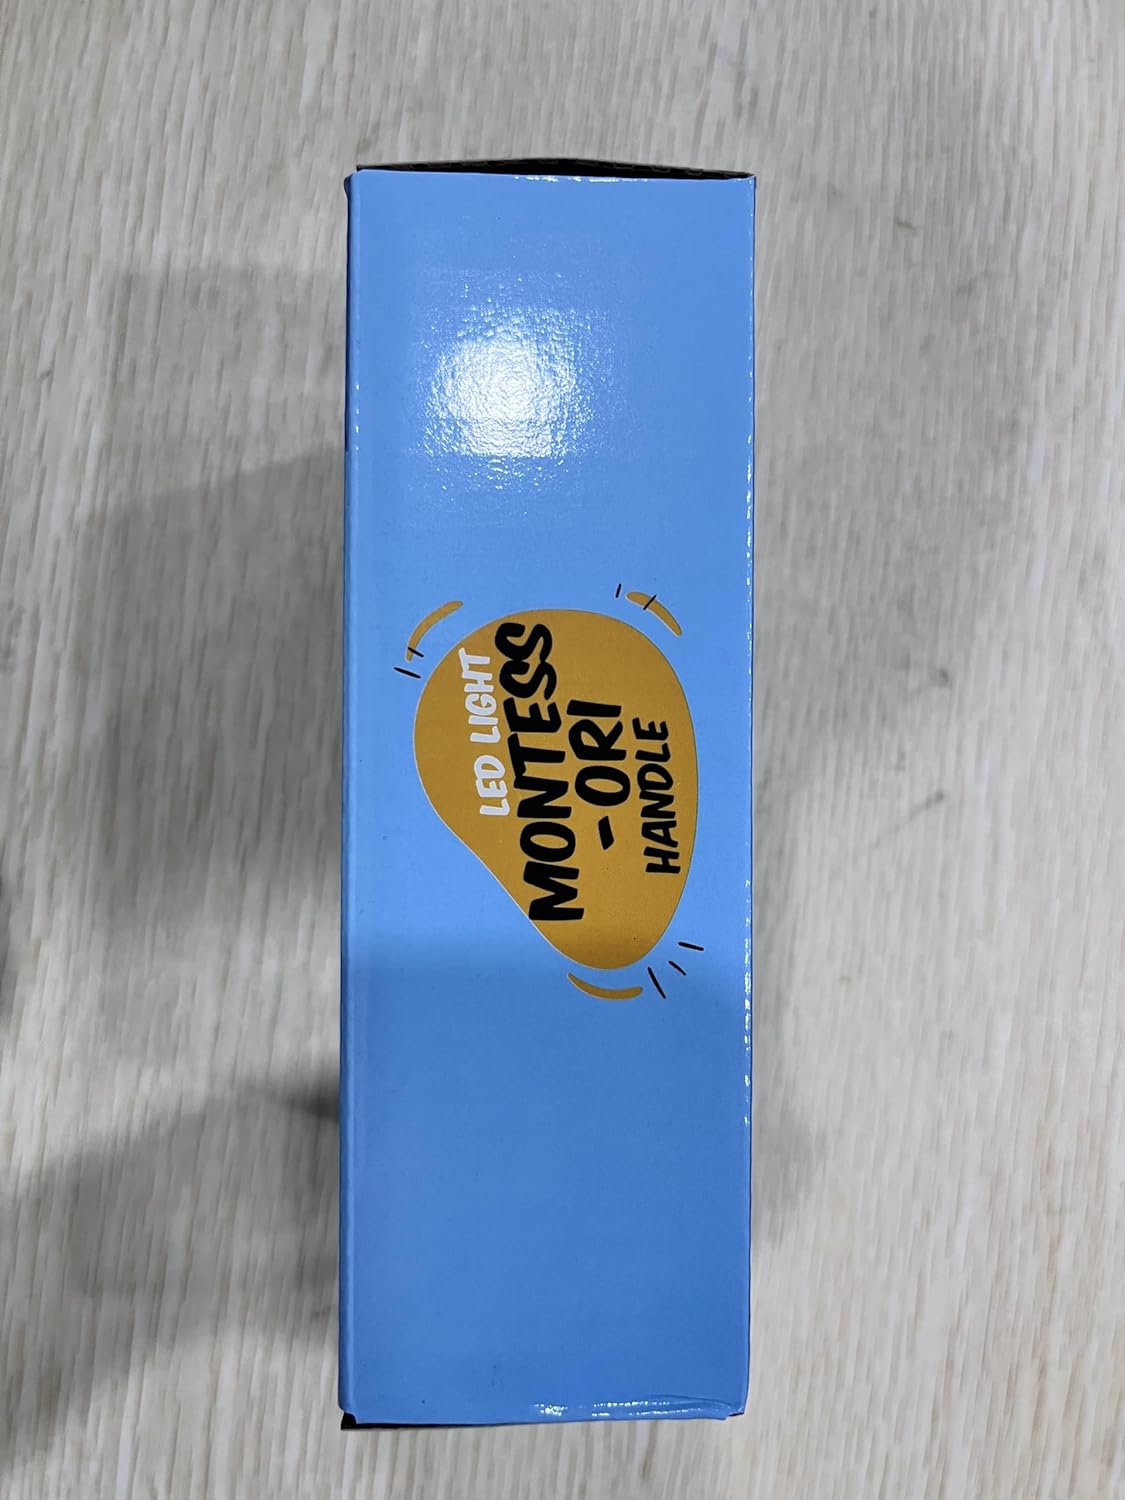 LED LIGHT
MONTESS
-ORI
HANDLE